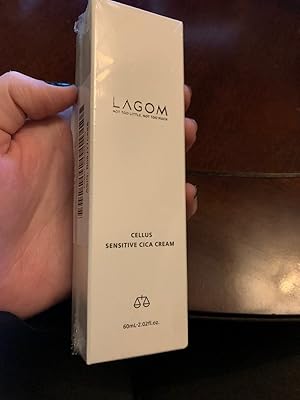 LAGOM
NOT TOO LITTLE, NOT TOO MUCH
CELLUS
SENSITIVE CICA CREAM
60mL·2.02fl.oz.